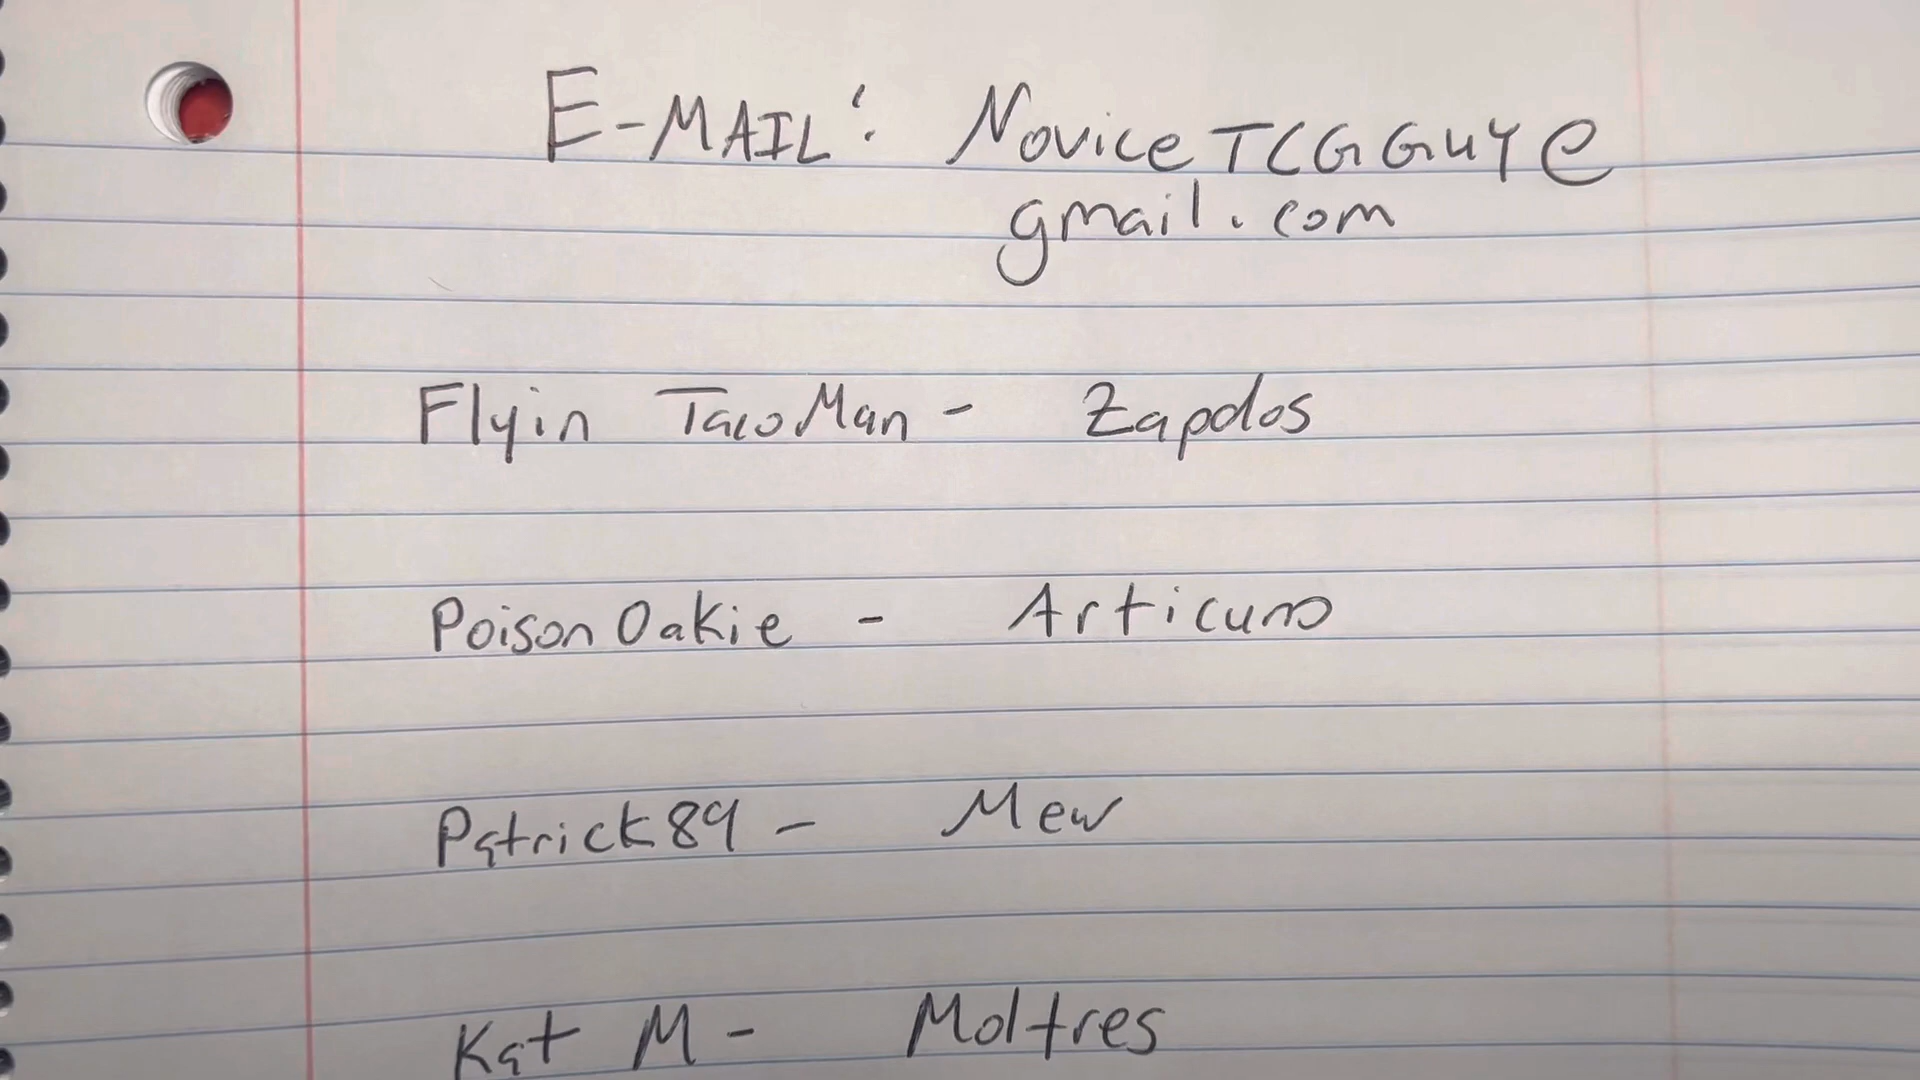 E-MAIL: NoviceTCGGuy@
gmail.com
Flyin TacoMan - Zapdos
PoisonOakie - Articuno
Patrick89 - Mew
Kat M - Moltres